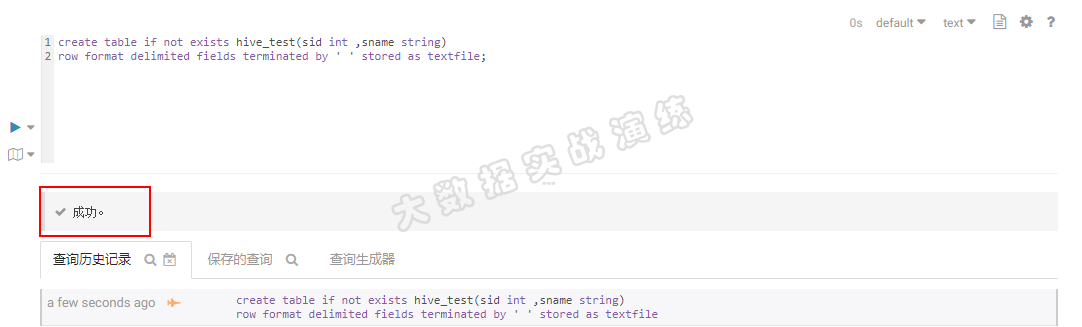 0s default text ?
1 create table if not exists hive_test(sid int ,sname string)
2 row format delimited fields terminated by ' ' stored as textfile;
大数据实战演练
成功。
查询历史记录 保存的查询 查询生成器
a few seconds ago create table if not exists hive_test(sid int ,sname string)
row format delimited fields terminated by ' ' stored as textfile